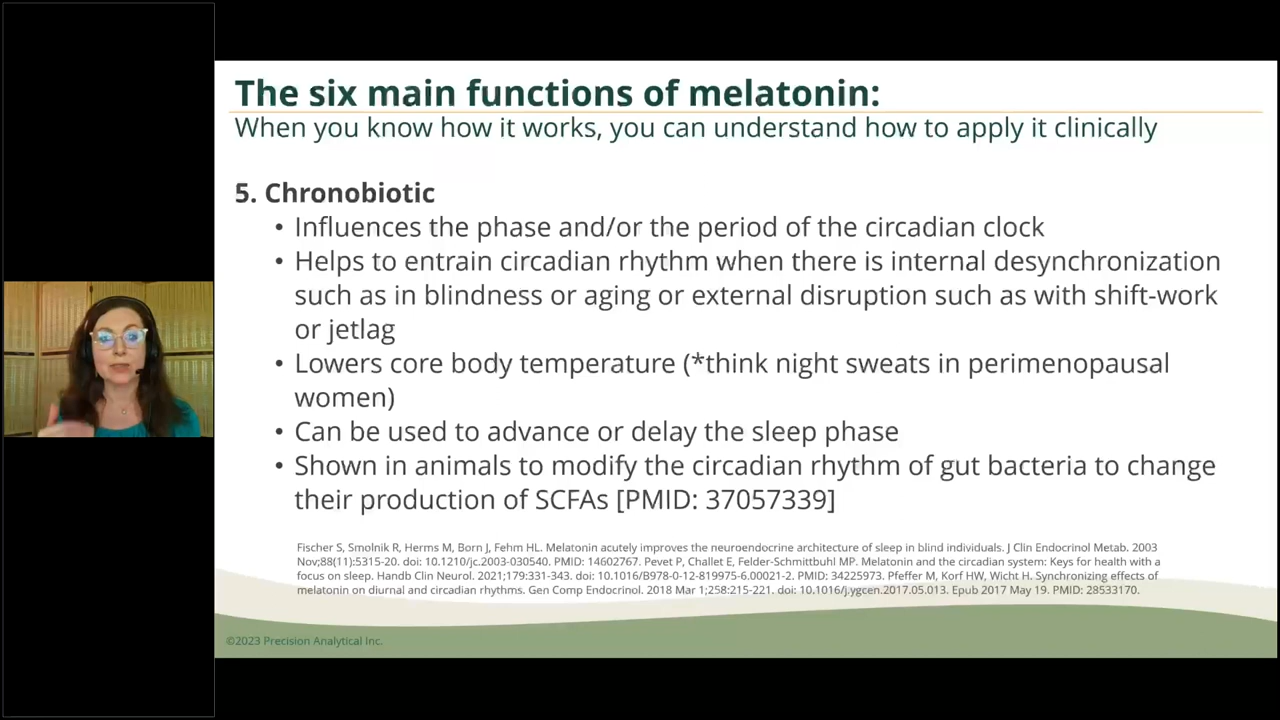 The six main functions of melatonin:
When you know how it works, you can understand how to apply it clinically
5. Chronobiotic
• Influences the phase and/or the period of the circadian clock
• Helps to entrain circadian rhythm when there is internal desynchronization
such as in blindness or aging or external disruption such as with shift-work
or jetlag
• Lowers core body temperature (*think night sweats in perimenopausal
women)
• Can be used to advance or delay the sleep phase
• Shown in animals to modify the circadian rhythm of gut bacteria to change
their production of SCFAs [PMID: 37057339]
Fischer S, Smolnik R, Herms M, Born J, Fehm HL. Melatonin acutely improves the neuroendocrine architecture of sleep in blind individuals. J Clin Endocrinol Metab. 2003
Nov;88(11):5315-20. doi: 10.1210/jc.2003-030540. PMID: 14602767. Pevet P, Challet E, Felder-Schmittbuhl MP. Melatonin and the circadian system: Keys for health with a
focus on sleep. Handb Clin Neurol. 2021;179:331-343. doi: 10.1016/B978-0-12-819975-6.00021-2. PMID: 34225973. Pfeffer M, Korf HW, Wicht H. Synchronizing effects of
melatonin on diurnal and circadian rhythms. Gen Comp Endocrinol. 2018 Mar 1;258:215-221. doi: 10.1016/j.ygcen.2017.05.013. Epub 2017 May 19. PMID: 28533170.
©2023 Precision Analytical Inc.